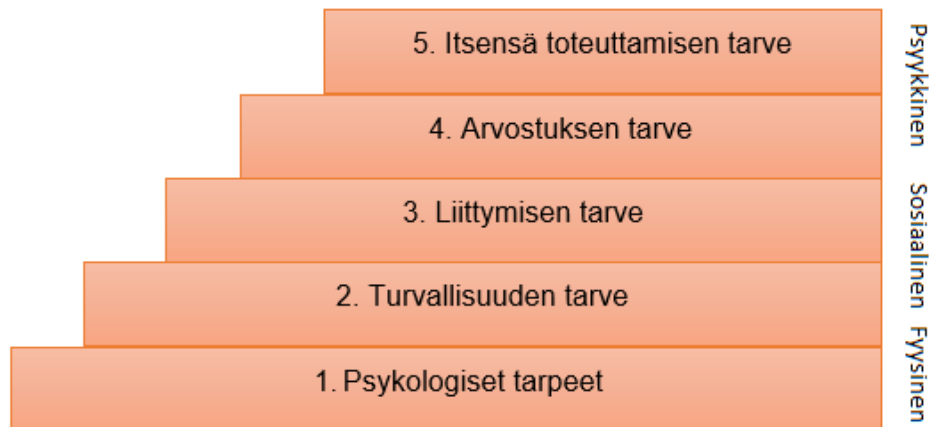 5. Itsensä toteuttamisen tarve
4. Arvostuksen tarve
3. Liittymisen tarve
2. Turvallisuuden tarve
1. Psykologiset tarpeet
Psyykkinen
Sosiaalinen
Fyysinen